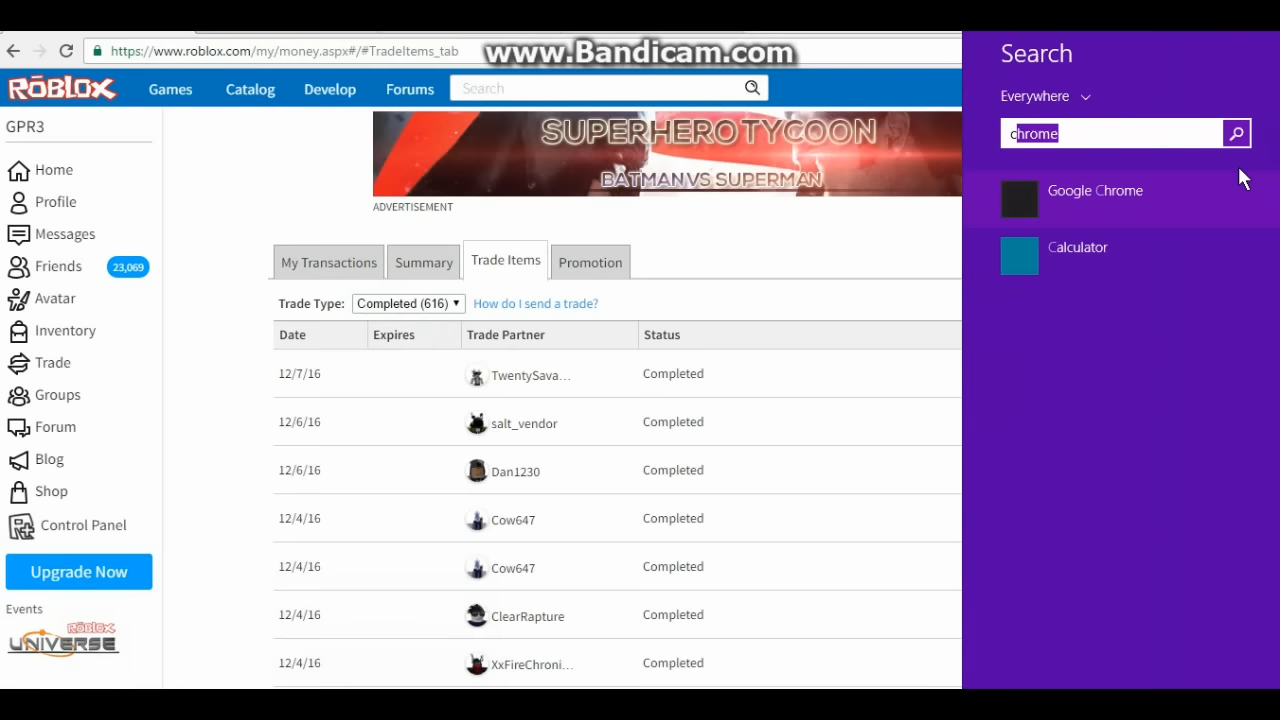 https://www.roblox.com/my/money.aspx#/#TradeItems_tab
www.Bandicam.com
ROBLOX
Games
Catalog
Develop
Forums
Search
GPR3
Home
Profile
Messages
Friends 23,069
Avatar
Inventory
Trade
Groups
Forum
Blog
Shop
Control Panel
Upgrade Now
Events
ROBLOX
UNIVERSE
SUPERHERO TYCOON
BATMAN VS SUPERMAN
ADVERTISEMENT
My Transactions
Summary
Trade Items
Promotion
Trade Type: Completed (616) How do I send a trade?
Date Expires Trade Partner Status
12/7/16 TwentySava... Completed
12/6/16 salt_vendor Completed
12/6/16 Dan1230 Completed
12/4/16 Cow647 Completed
12/4/16 Cow647 Completed
12/4/16 ClearRapture Completed
12/4/16 XxFireChroni... Completed
Search
Everywhere
chrome
Google Chrome
Calculator